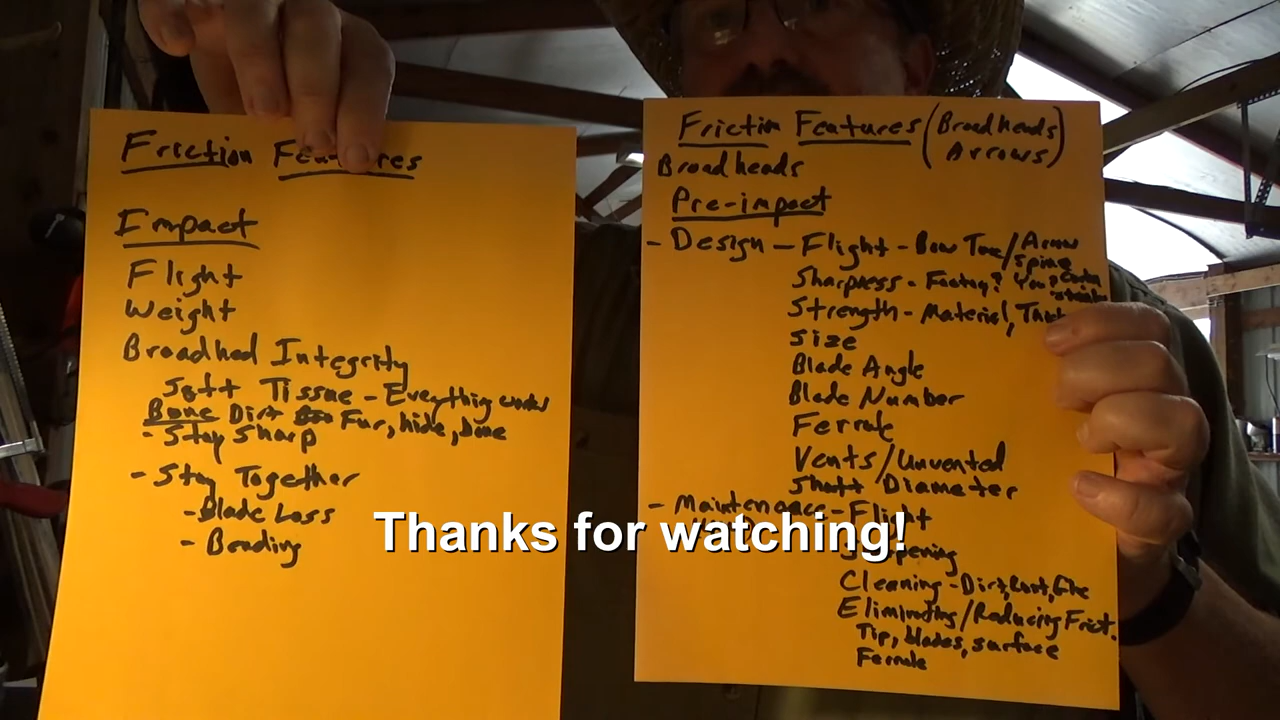 Friction Features
Impact
Flight
Weight
Broadhed Integrity
Soft Tissue - Everything works
Bone Dirt Fur, hide, bone
- Stay Sharp
- Stay Together
- Blade Loss
- Bending
Friction Features (Broadheads Arrows)
Broadheads
Pre-impact
- Design - Flight - Bow Tune/Arrow Spine
Sharpness - Factory? You?
Strength - Material,
Size
Blade Angle
Blade Number
Ferrule
Vents/Unvented
Shaft Diameter
- Maintenance - Flight
Cleaning - Dirt, Rust,
Eliminating/Reducing Frict.
Tip, blades, surface
Ferrule
Thanks for watching!